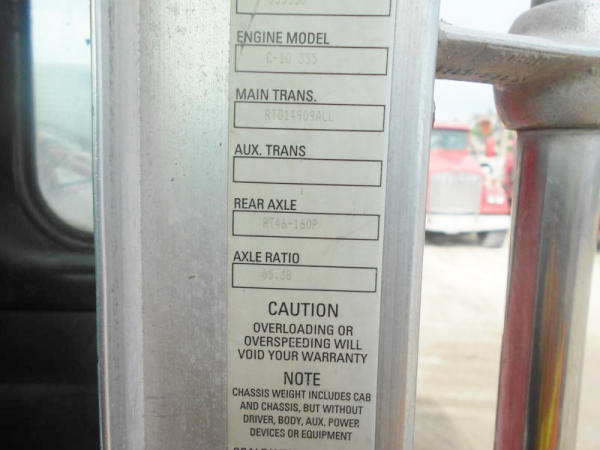 ENGINE MODEL
C-10 335
MAIN TRANS.
RTO14909ALL
AUX. TRANS
REAR AXLE
RT46-160P
AXLE RATIO
05.38
CAUTION
OVERLOADING OR
OVERSPEEDING WILL
VOID YOUR WARRANTY
NOTE
CHASSIS WEIGHT INCLUDES CAB
AND CHASSIS, BUT WITHOUT
DRIVER, BODY, AUX. POWER
DEVICES OR EQUIPMENT